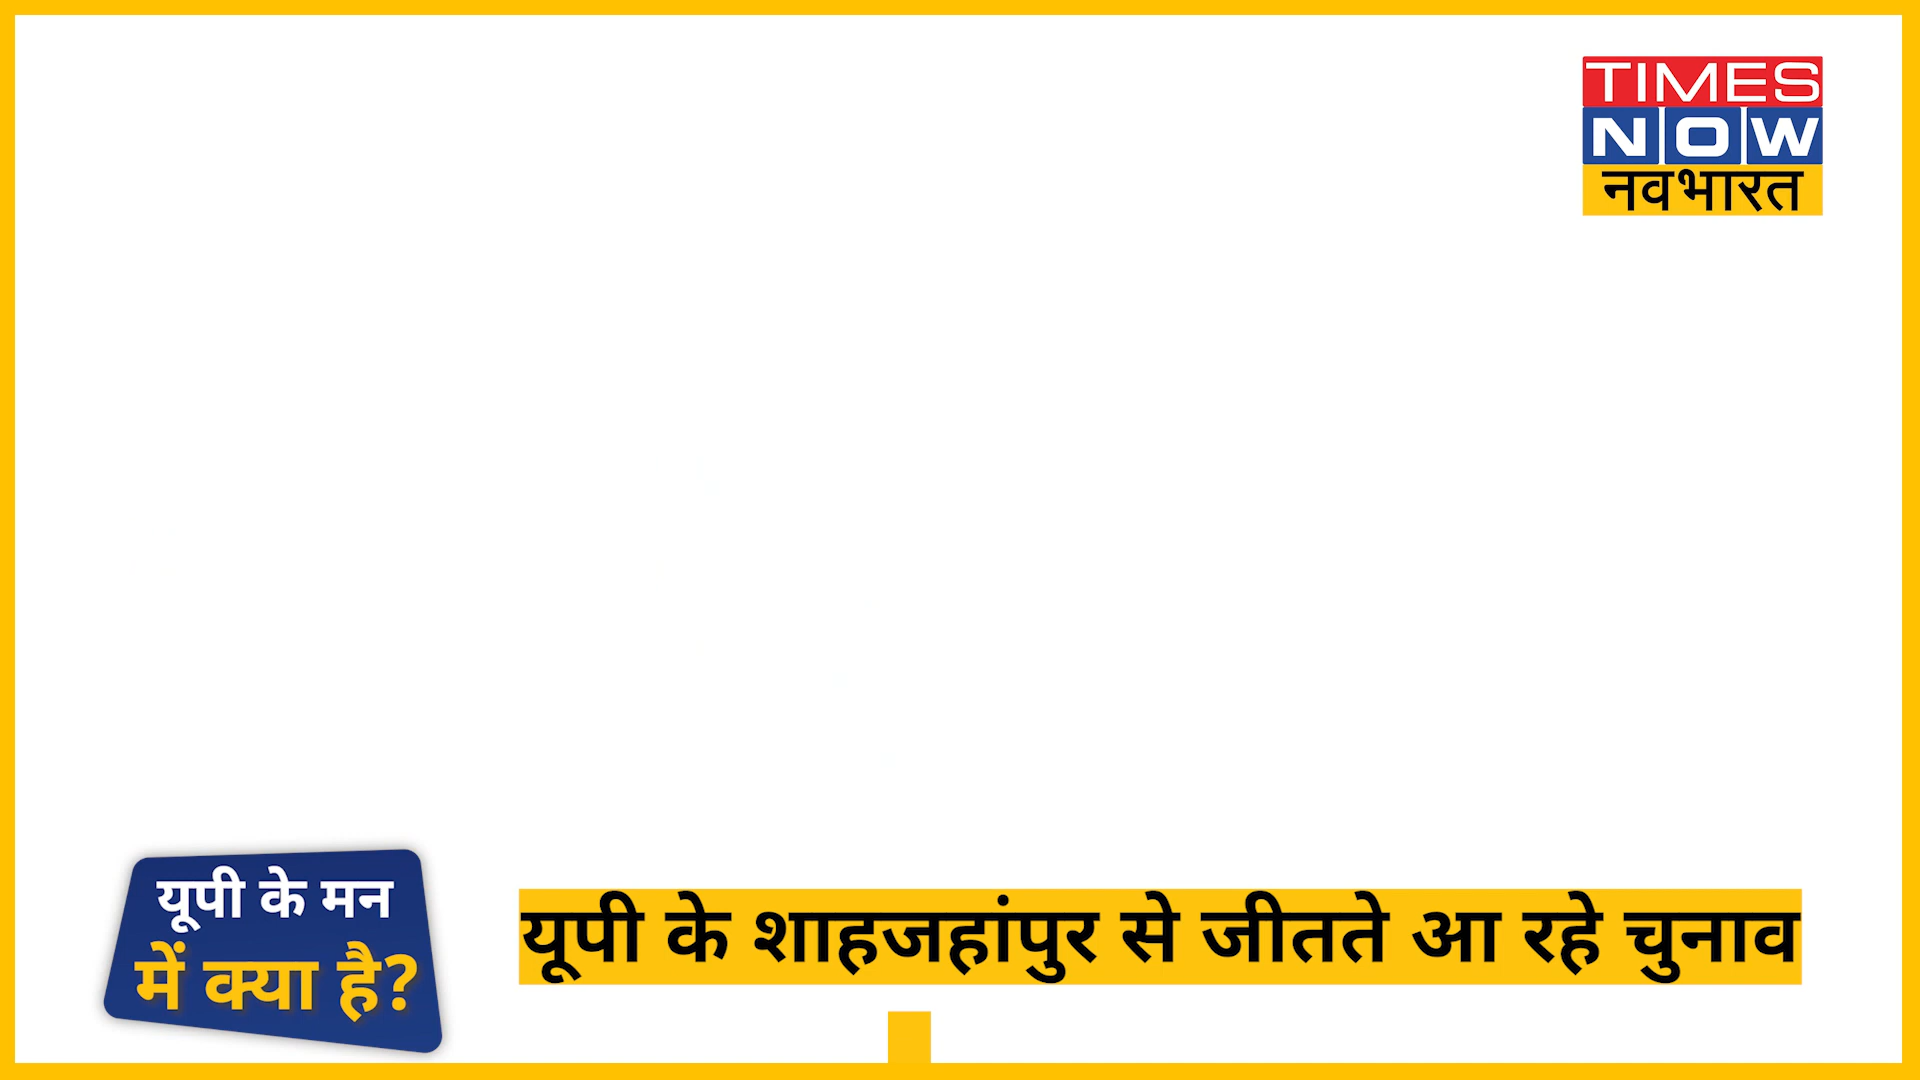 TIMES
NOW
नवभारत
यूपी के मन
में क्या है?
यूपी के शाहजहांपुर से जीतते आ रहे चुनाव